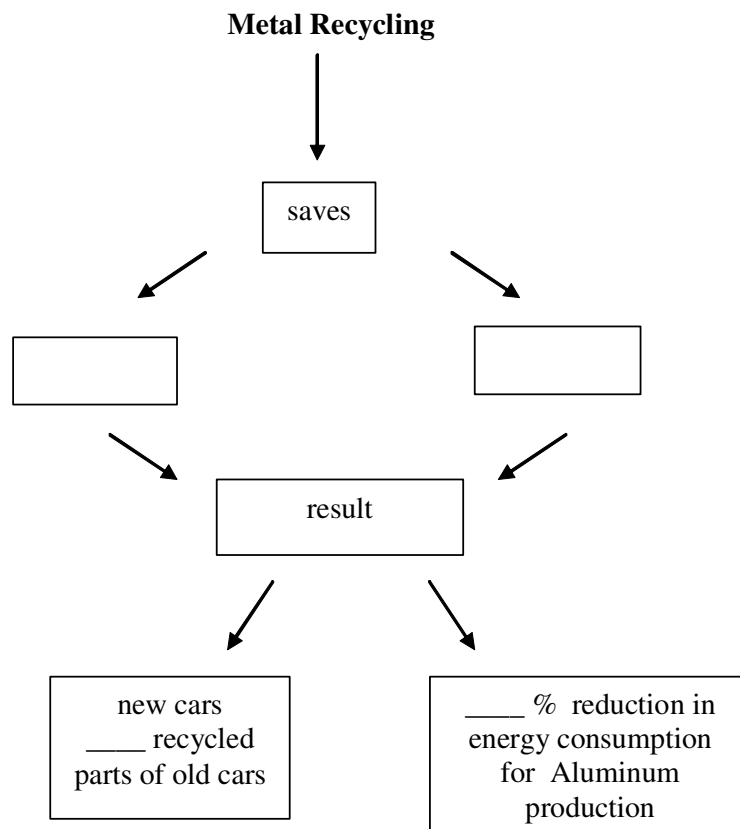 Metal Recycling
saves
result
new cars
____ recycled
parts of old cars
____ % reduction in
energy consumption
for Aluminum
production